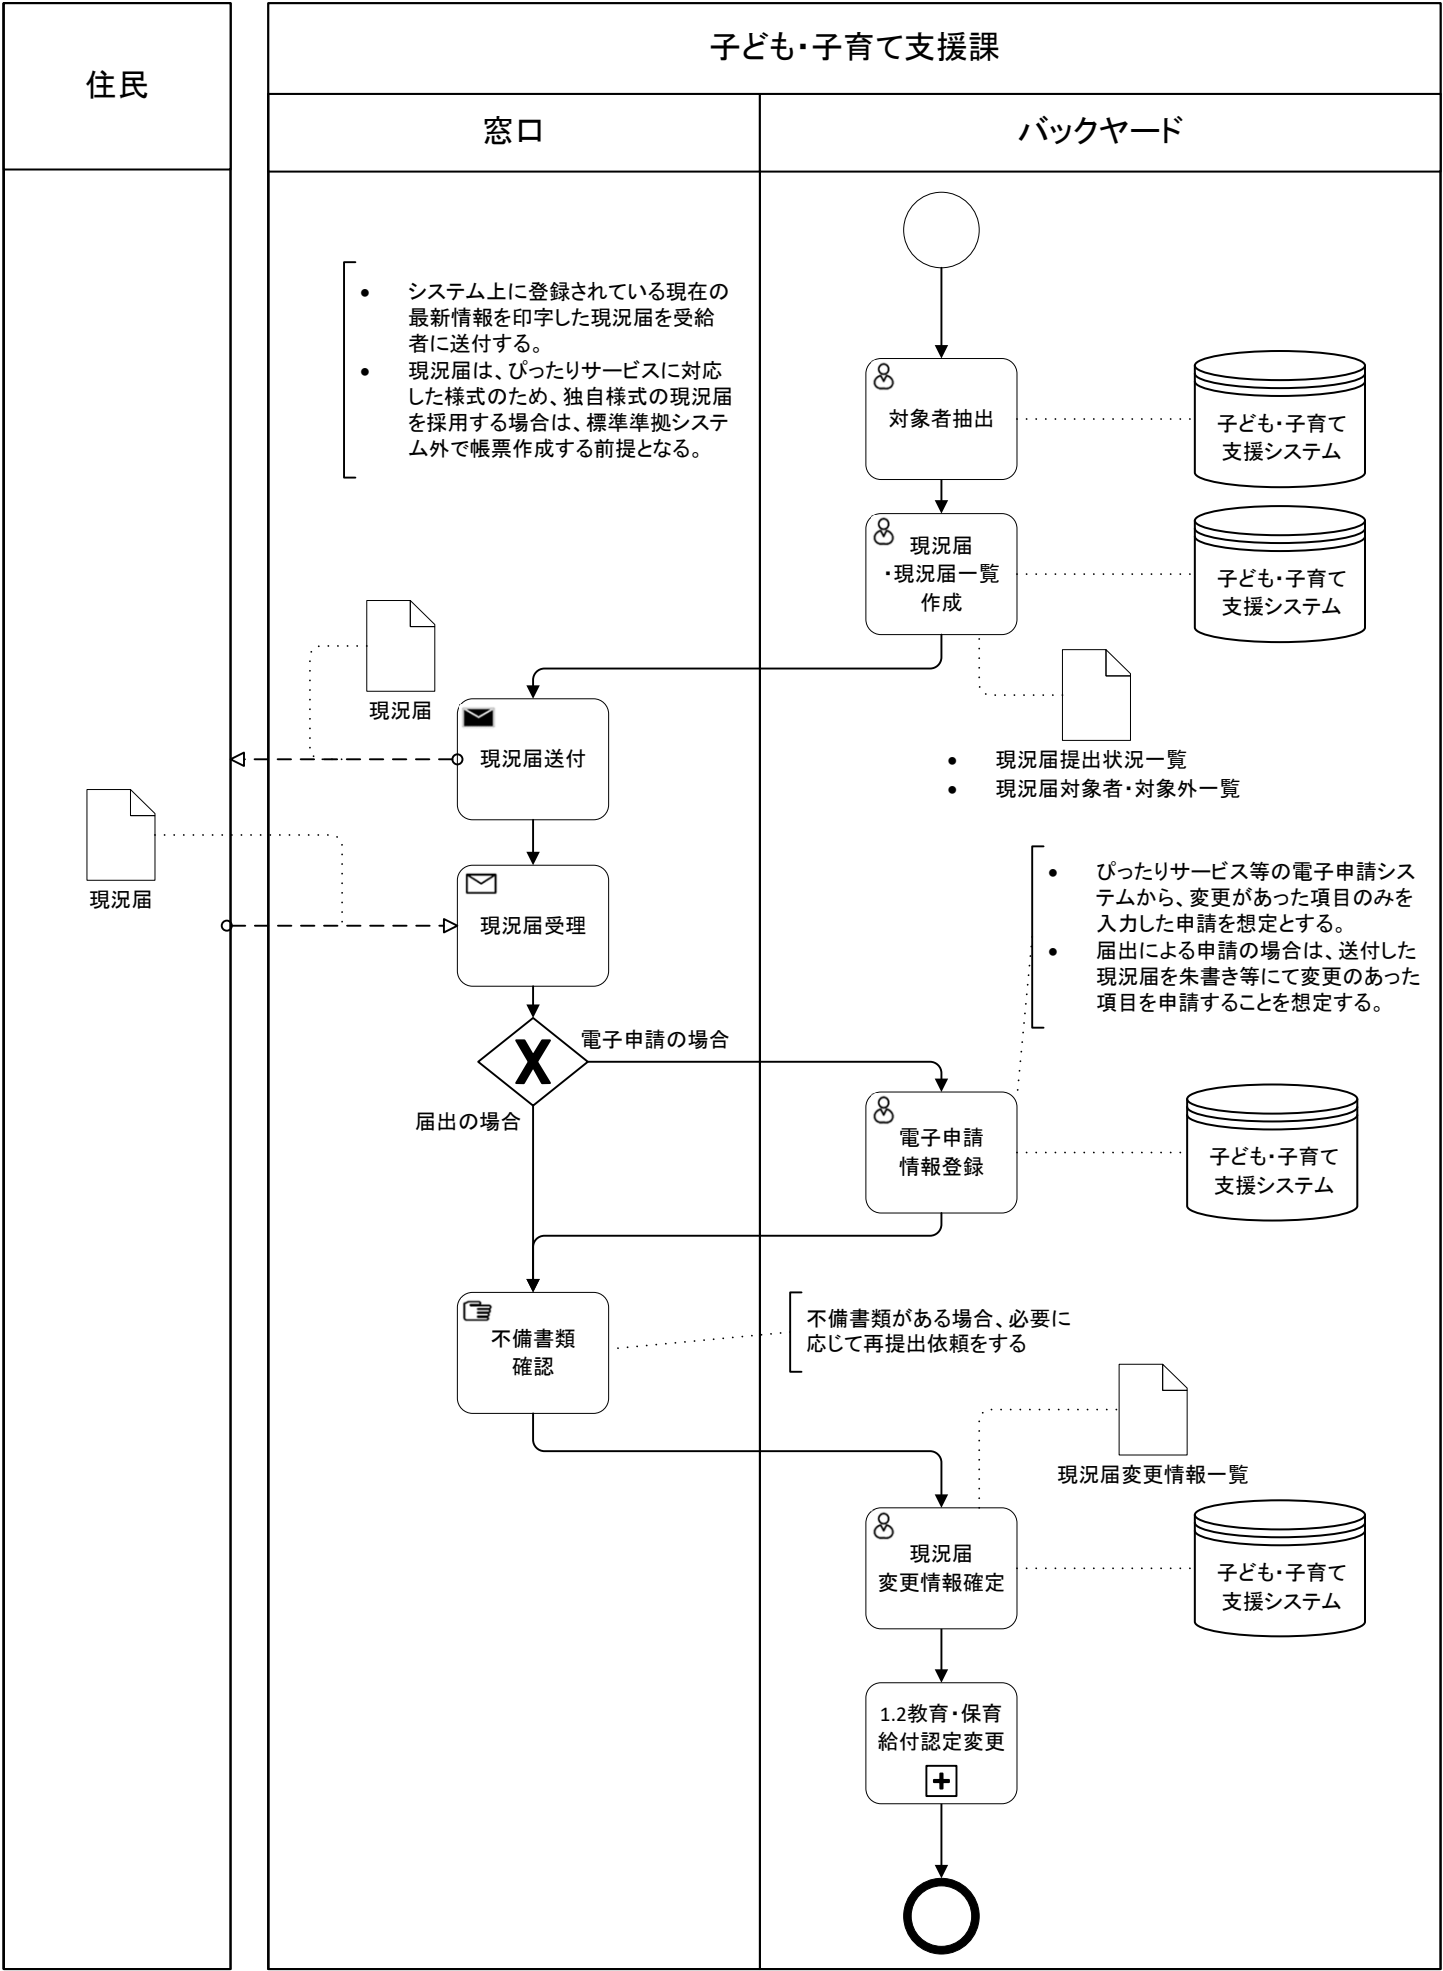 子ども・子育て支援課
住民
窓口
バックヤード
● システム上に登録されている現在の
最新情報を印字した現況届を受給
者に送付する。
● 現況届は、ぴったりサービスに対応
した様式のため、独自様式の現況届
を採用する場合は、標準準拠システ
ム外で帳票作成する前提となる。
対象者抽出
子ども・子育て
支援システム
現況届
・現況届一覧
作成
子ども・子育て
支援システム
現況届
現況届送付
● 現況届提出状況一覧
● 現況届対象者・対象外一覧
現況届
現況届受理
● ぴったりサービス等の電子申請シス
テムから、変更があった項目のみを
入力した申請を想定とする。
● 届出による申請の場合は、送付した
現況届を朱書き等にて変更のあった
項目を申請することを想定する。
X
電子申請の場合
届出の場合
電子申請
情報登録
子ども・子育て
支援システム
不備書類
確認
不備書類がある場合、必要に
応じて再提出依頼をする
現況届変更情報一覧
現況届
変更情報確定
子ども・子育て
支援システム
1.2教育・保育
給付認定変更